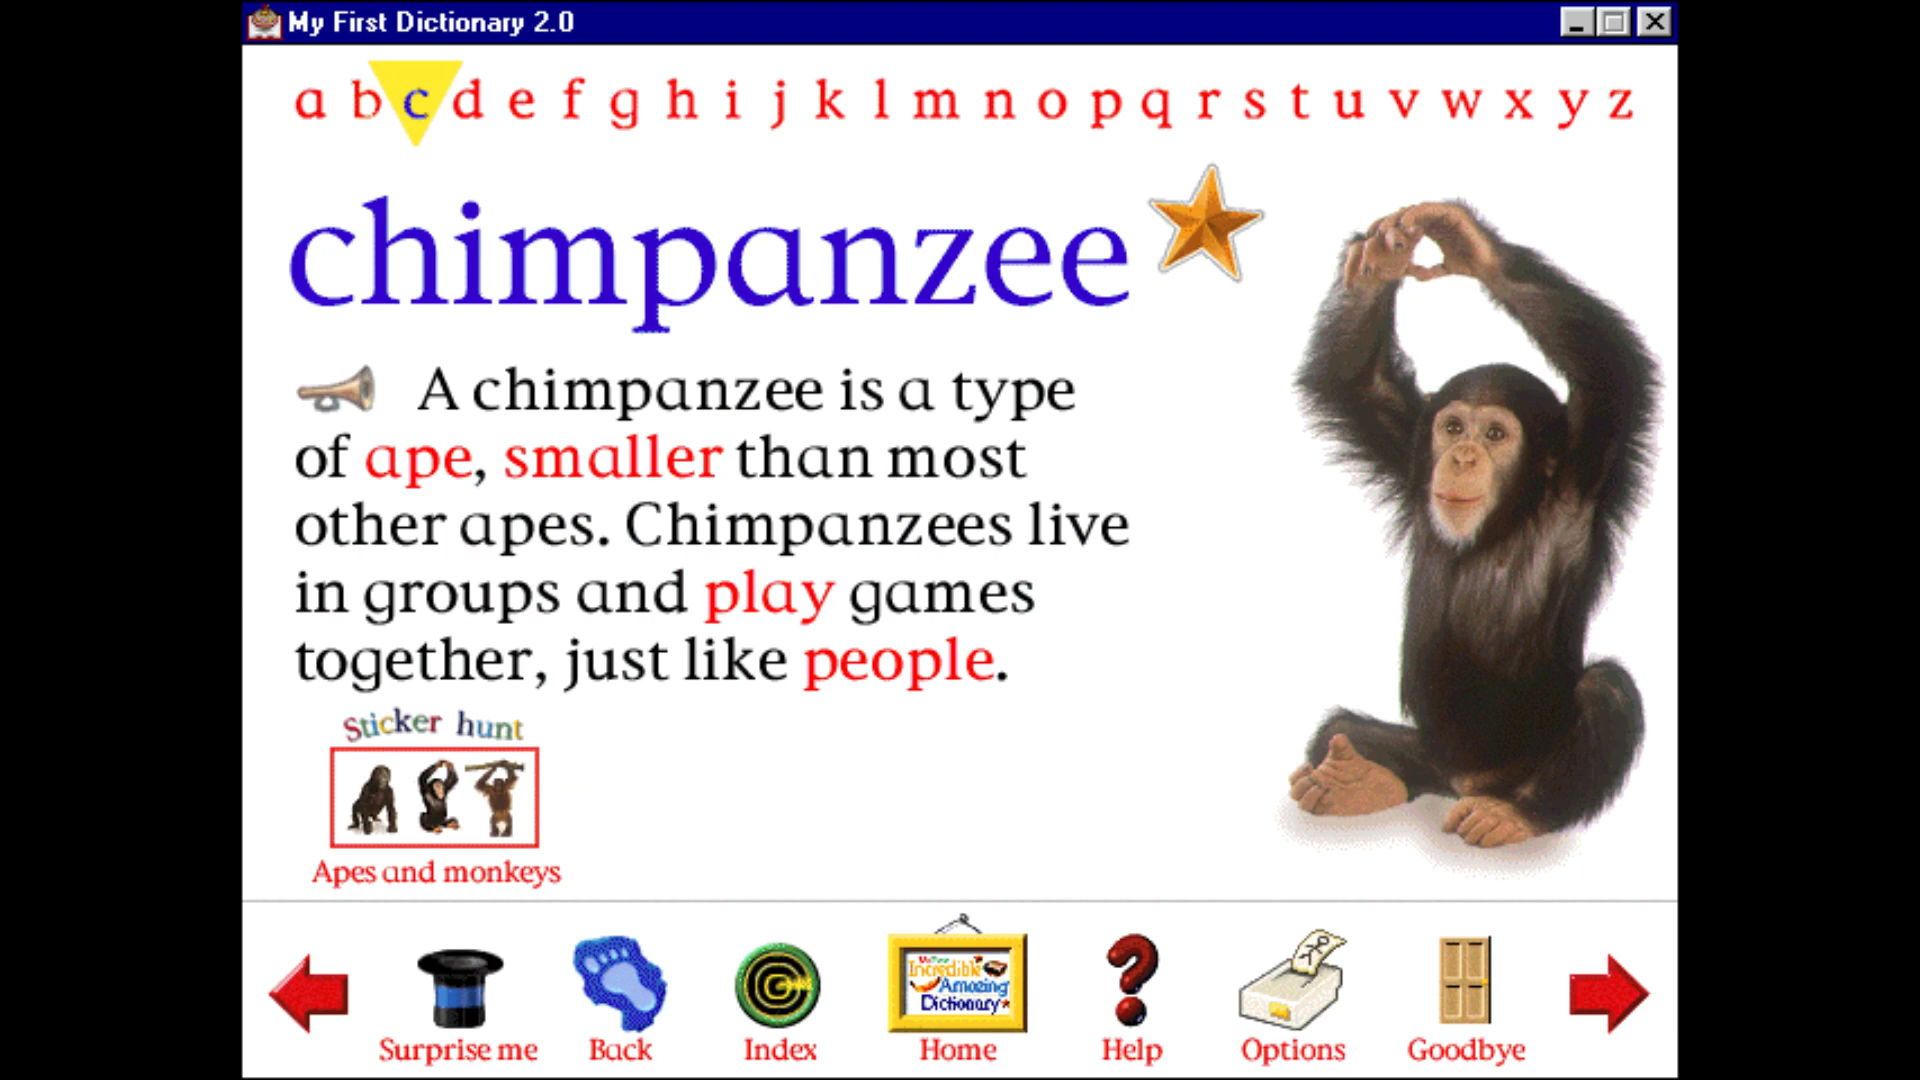 My First Dictionary 2.0
a b c d e f g h i j k l m n o p q r s t u v w x y z
chimpanzee
A chimpanzee is a type
of ape, smaller than most
other apes. Chimpanzees live
in groups and play games
together, just like people.
Sticker hunt
Apes and monkeys
My First
Incredible
Amazing
Dictionary
Surprise me
Back
Index
Home
Help
Options
Goodbye